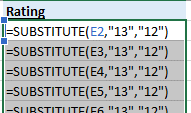 Rating
=SUBSTITUTE(E2,"13","12")
=SUBSTITUTE(E3,"13","12")
=SUBSTITUTE(E4,"13","12")
=SUBSTITUTE(E5,"13","12")
=SUBSTITUTE(E6,"13","12")